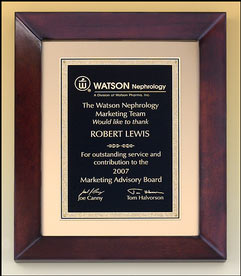 WATSON Nephrology
A Division of Watson Pharma, Inc.
The Watson Nephrology
Marketing Team
Would like to thank
ROBERT LEWIS
For outstanding service and
contribution to the
2007
Marketing Advisory Board
Joe Canny Tom Halvorson